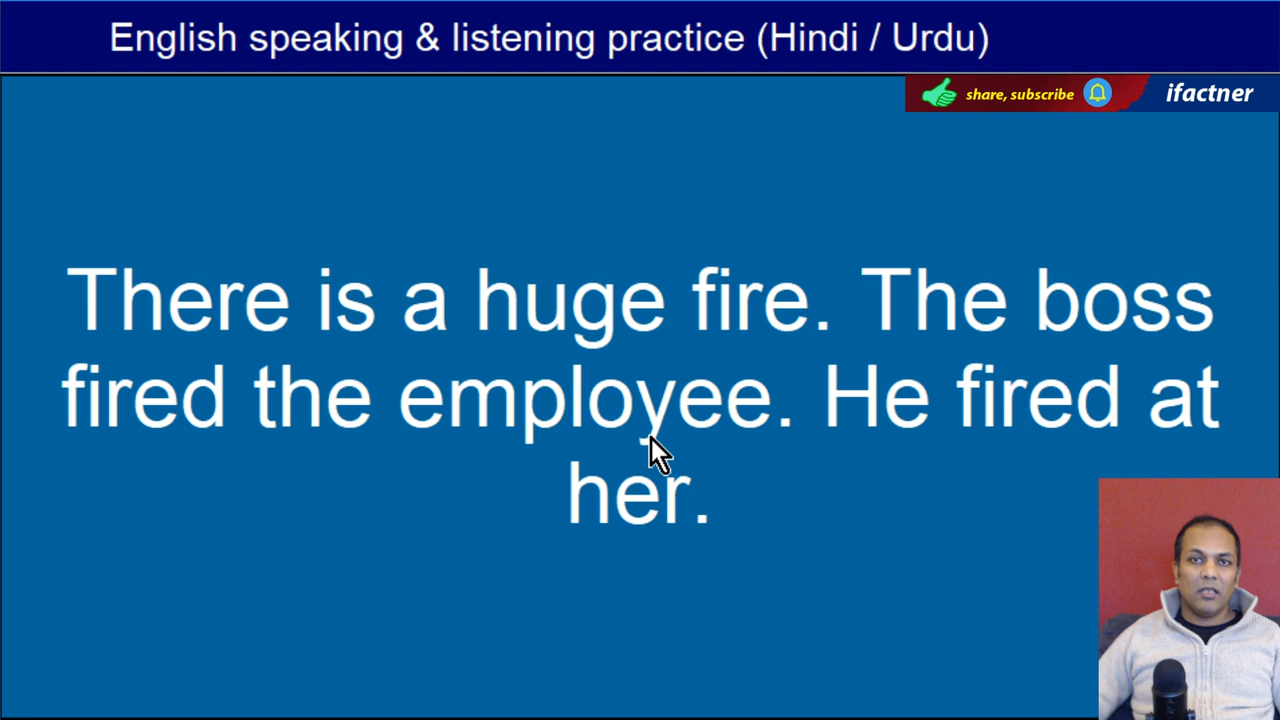 English speaking & listening practice (Hindi / Urdu)
share, subscribe
ifactner
There is a huge fire. The boss
fired the employee. He fired at
her.